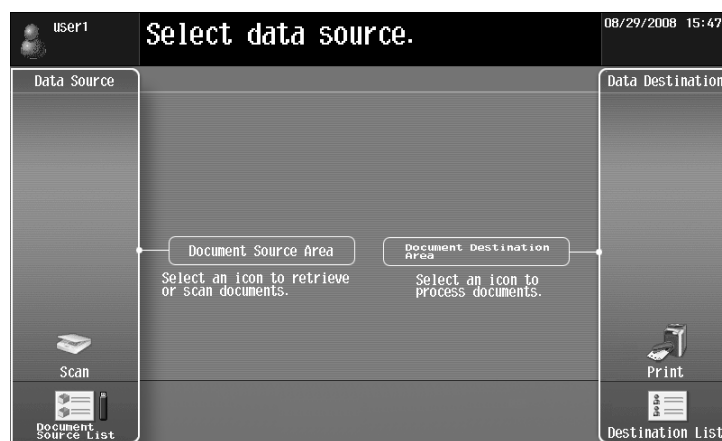 user1
Select data source.
08/29/2008 15:47
Data Source
Data Destination
Document Source Area
Select an icon to retrieve
or scan documents.
Document Destination
Area
Select an icon to
process documents.
Scan
Print
Document
Source List
Destination List